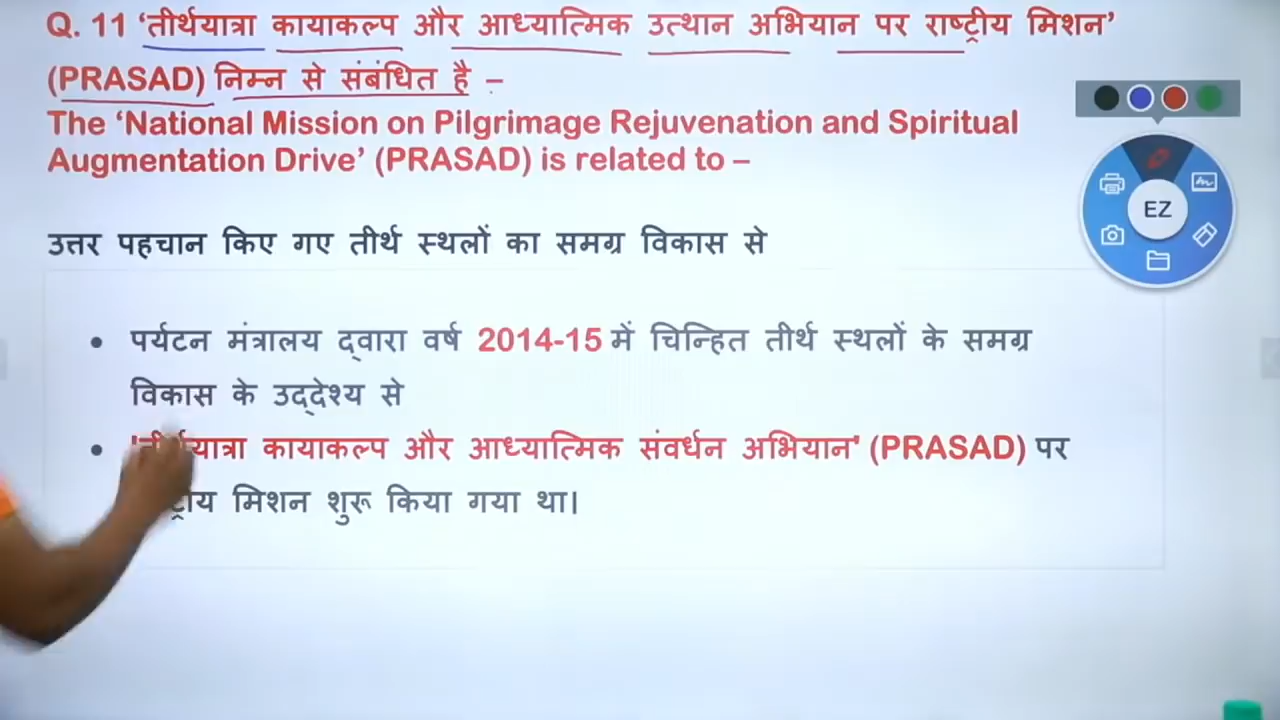 Q. 11 ‘तीर्थयात्रा कायाकल्प और आध्यात्मिक उत्थान अभियान पर राष्ट्रीय मिशन’
(PRASAD) निम्न से संबंधित है –
The ‘National Mission on Pilgrimage Rejuvenation and Spiritual
Augmentation Drive’ (PRASAD) is related to –
उत्तर पहचान किए गए तीर्थ स्थलों का समग्र विकास से
• पर्यटन मंत्रालय द्वारा वर्ष 2014-15 में चिन्हित तीर्थ स्थलों के समग्र
विकास के उद्देश्य से
• 'तीर्थयात्रा कायाकल्प और आध्यात्मिक संवर्धन अभियान' (PRASAD) पर
मिशन शुरू किया गया था।
EZ